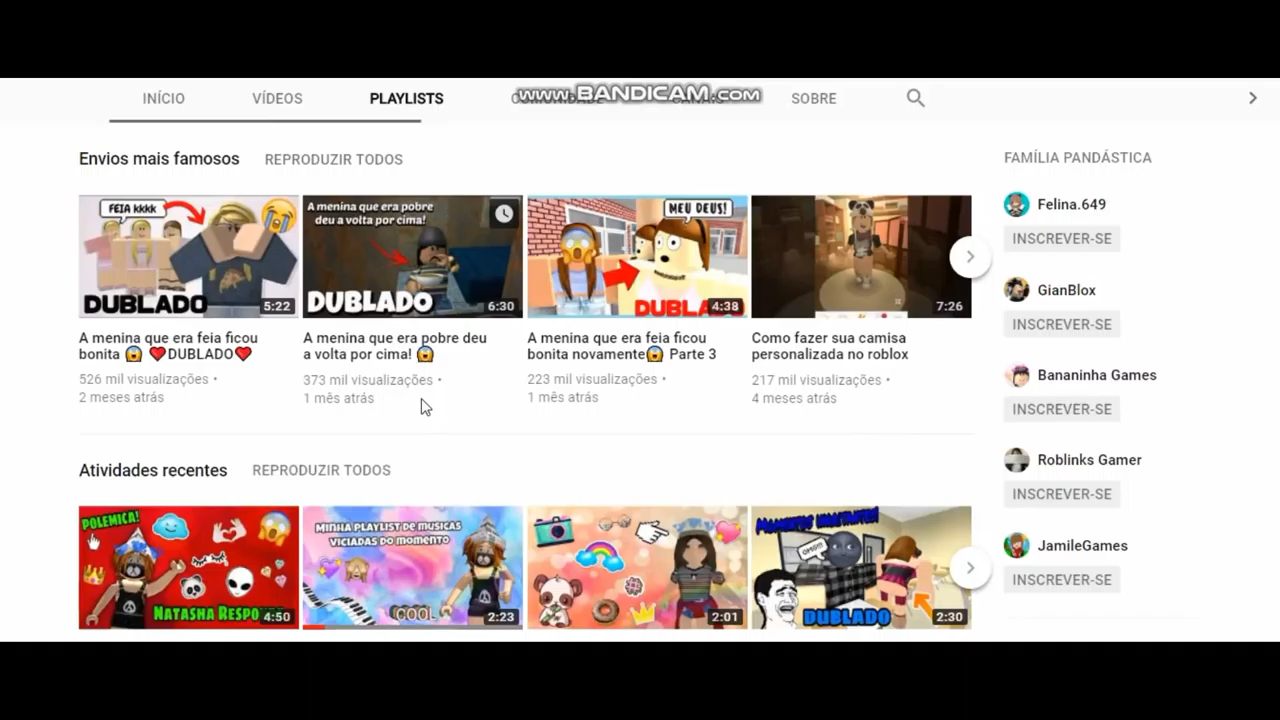 www.BANDICAM.com
INÍCIO VÍDEOS PLAYLISTS SOBRE
Envios mais famosos REPRODUZIR TODOS
FEIA KKKK
DUBLADO
5:22
A menina que era pobre
deu a volta por cima!
DUBLADO
6:30
MEU DEUS!
DUBL
4:38
7:26
A menina que era feia ficou
bonita 😱 ❤️DUBLADO❤️
526 mil visualizações •
2 meses atrás
A menina que era pobre deu
a volta por cima! 😱
373 mil visualizações •
1 mês atrás
A menina que era feia ficou
bonita novamente😱 Parte 3
223 mil visualizações •
1 mês atrás
Como fazer sua camisa
personalizada no roblox
217 mil visualizações •
4 meses atrás
Atividades recentes REPRODUZIR TODOS
POLEMICA!
NATASHA RESPO
4:50
MINHA PLAYLIST DE MUSICAS
VICIADAS DO MOMENTO
COOL
2:23
2:01
DUBLADO
2:30
FAMÍLIA PANDÁSTICA
Felina.649
INSCREVER-SE
GianBlox
INSCREVER-SE
Bananinha Games
INSCREVER-SE
Roblinks Gamer
INSCREVER-SE
JamileGames
INSCREVER-SE